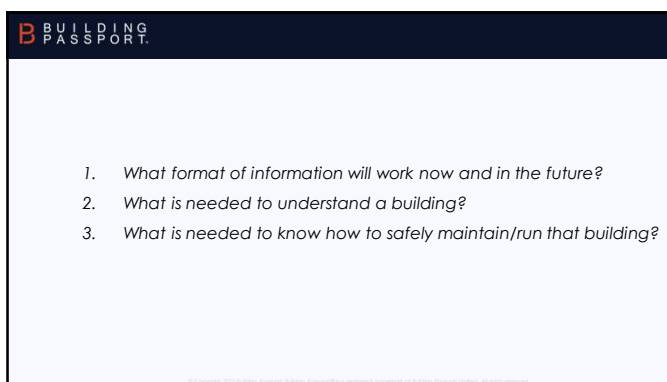 B BUILDING
PASSPORT.
1. What format of information will work now and in the future?
2. What is needed to understand a building?
3. What is needed to know how to safely maintain/run that building?